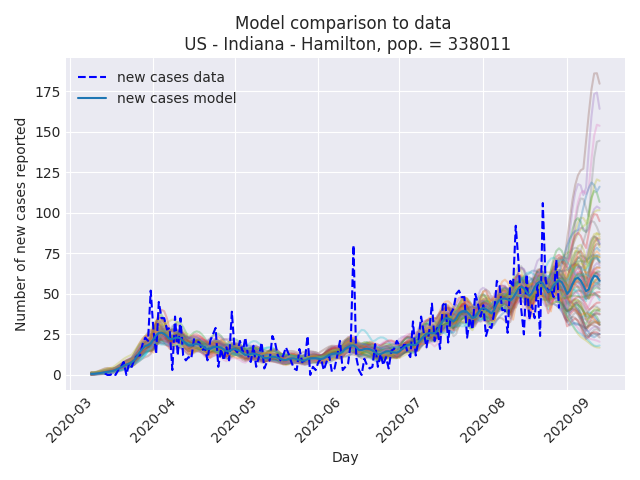 Model comparison to data
US - Indiana - Hamilton, pop. = 338011
new cases data
new cases model
Number of new cases reported
175
150
125
100
75
50
25
0
2020-03
2020-04
2020-05
2020-06
2020-07
2020-08
2020-09
Day